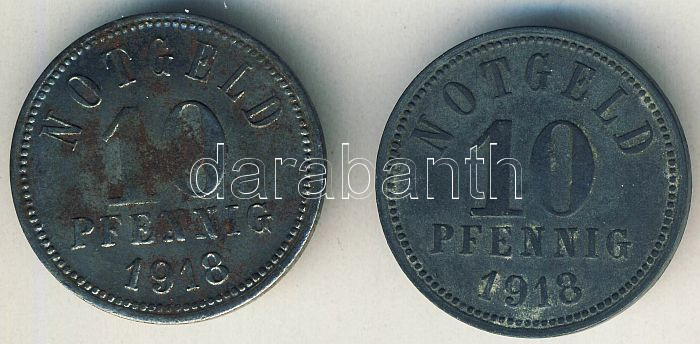 NOTGELD
10
PFENNIG
1918
NOTGELD
10
PFENNIG
1918
darabanth